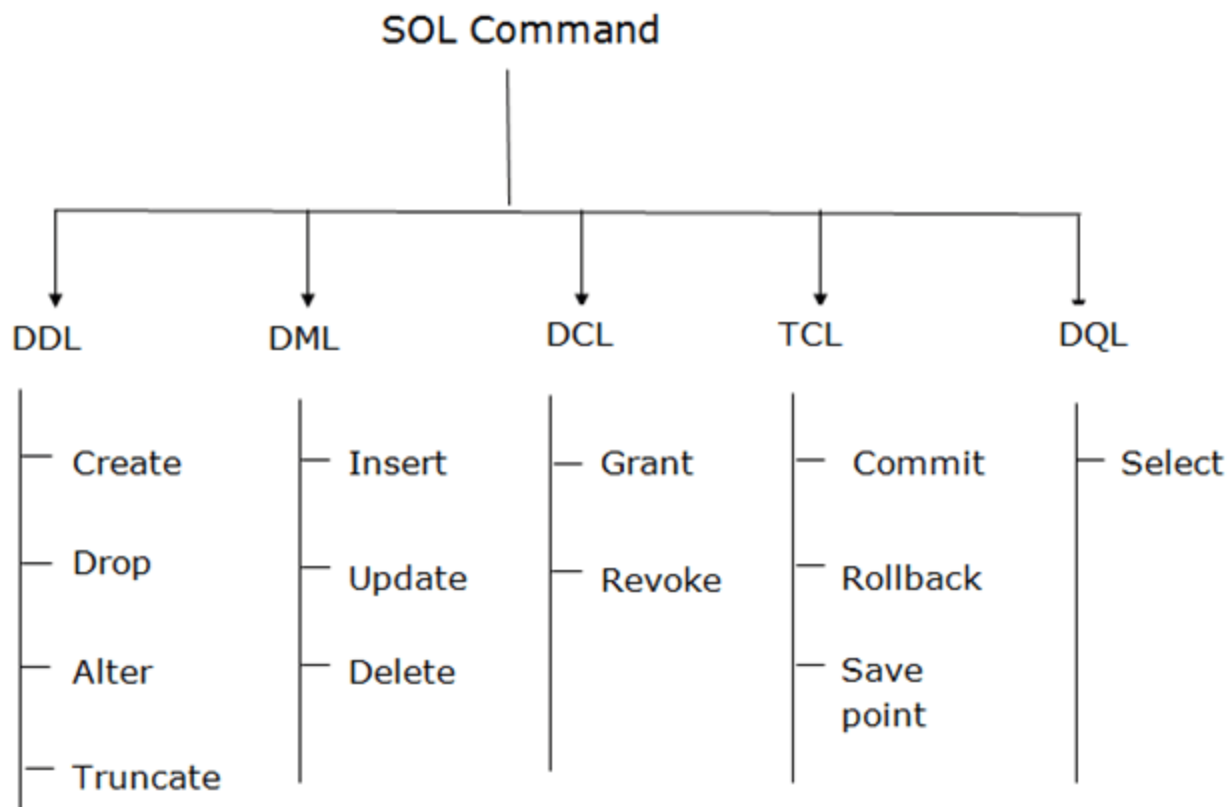 SOL Command
DDL
DML
DCL
TCL
DQL
Create
Insert
Grant
Commit
Select
Drop
Update
Revoke
Rollback
Alter
Delete
Save
point
Truncate